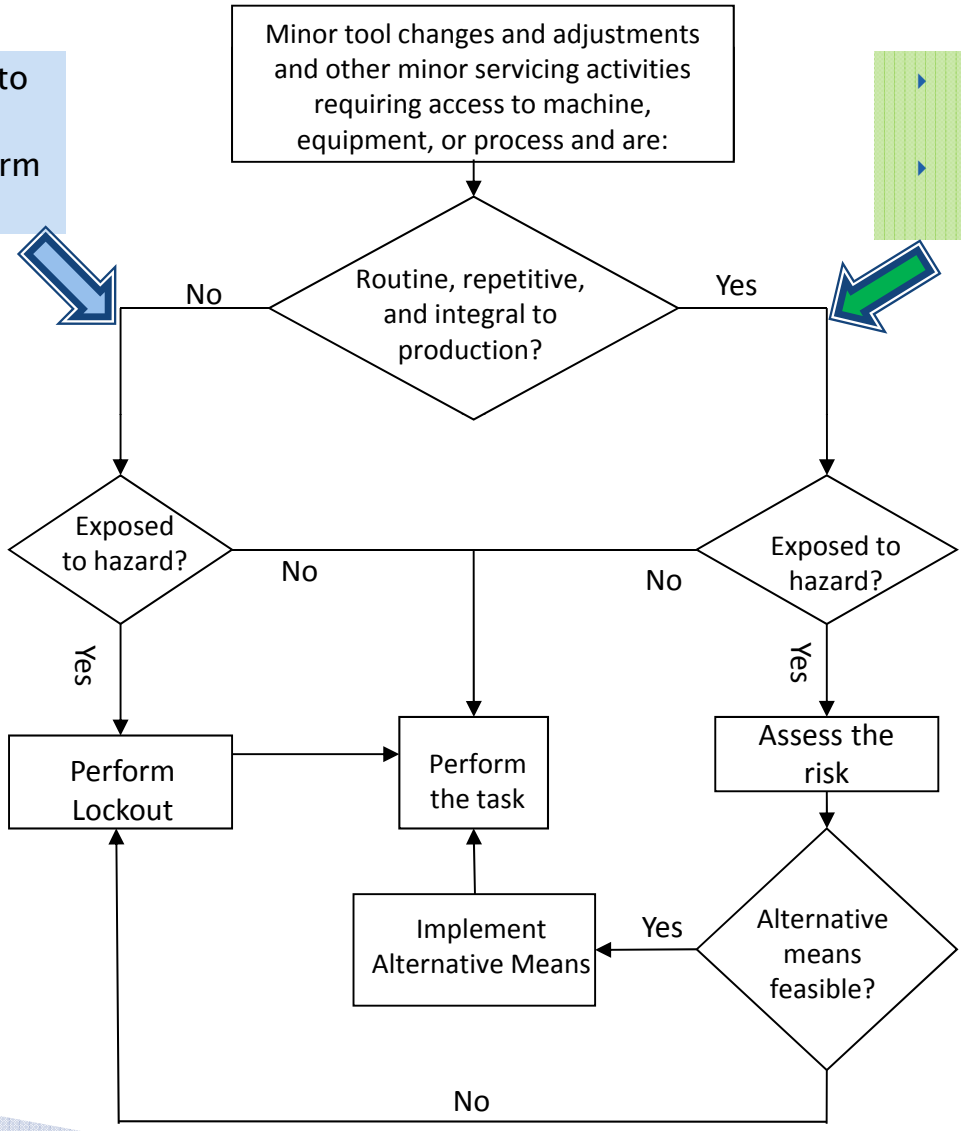 Minor tool changes and adjustments
and other minor servicing activities
requiring access to machine,
equipment, or process and are:
to
rm
No
Routine, repetitive,
and integral to
production?
Yes
Exposed
to hazard?
No
No
Exposed to
hazard?
Yes
Yes
Perform
Lockout
Perform
the task
Assess the
risk
Implement
Alternative Means
Yes
Alternative
means
feasible?
No